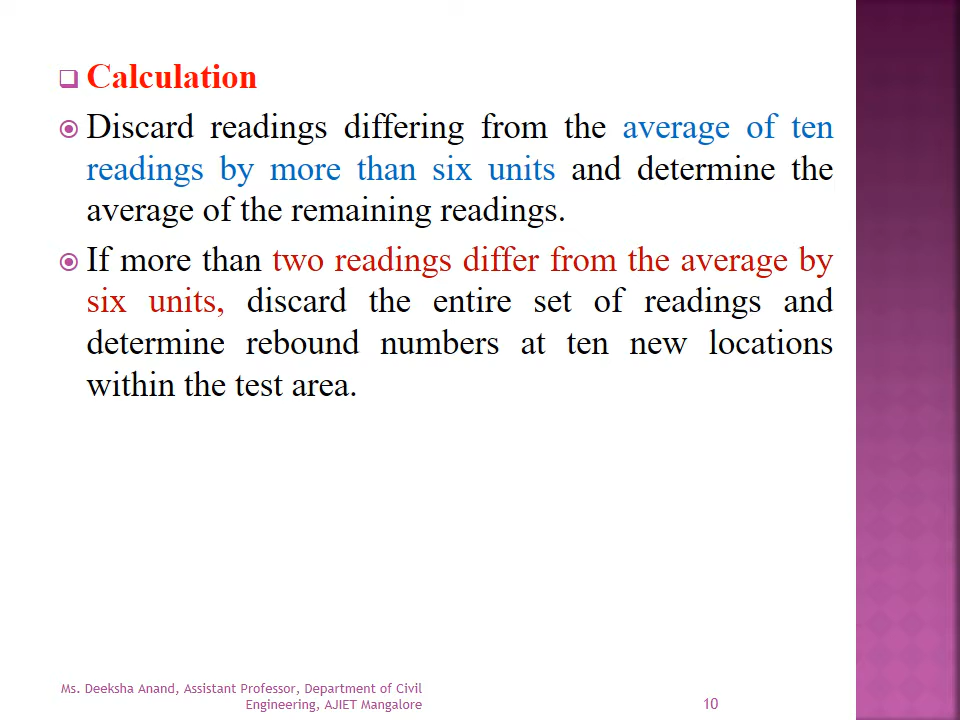 Calculation
Discard readings differing from the average of ten
readings by more than six units and determine the
average of the remaining readings.
If more than two readings differ from the average by
six units, discard the entire set of readings and
determine rebound numbers at ten new locations
within the test area.
Ms. Deeksha Anand, Assistant Professor, Department of Civil
Engineering, AJIET Mangalore
10